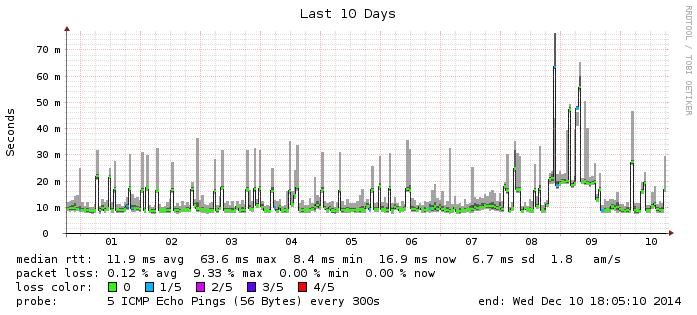 Last 10 Days
RRDTOOL / TOBI OETIKER
Seconds
70 m
60 m
50 m
40 m
30 m
20 m
10 m
0
01 02 03 04 05 06 07 08 09 10
median rtt: 11.9 ms avg 63.6 ms max 8.4 ms min 16.9 ms now 6.7 ms sd 1.8 am/s
packet loss: 0.12 % avg 9.33 % max 0.00 % min 0.00 % now
loss color: 0 1/5 2/5 3/5 4/5
probe: 5 ICMP Echo Pings (56 Bytes) every 300s end: Wed Dec 10 18:05:10 2014